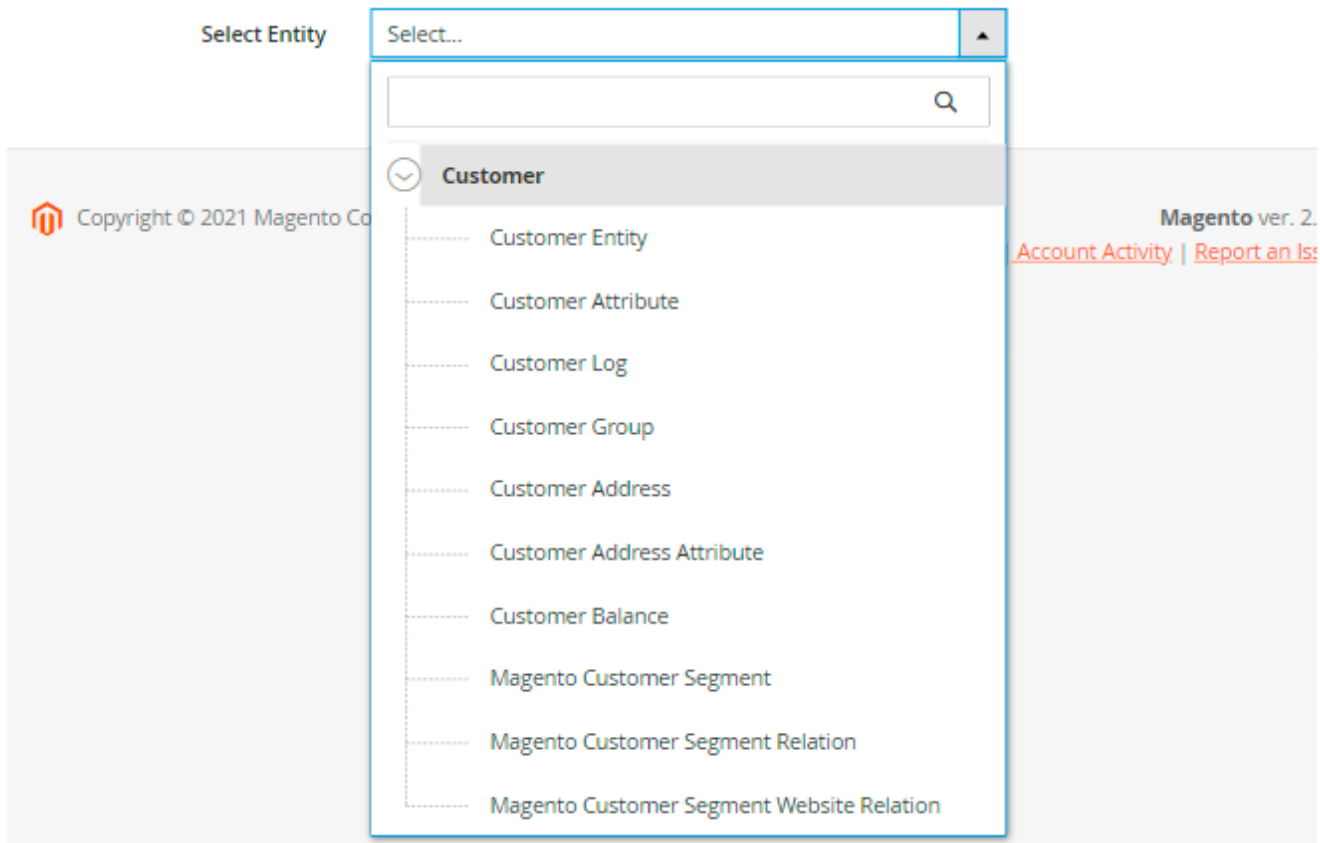 Select Entity
Select...
Customer
Customer Entity
Customer Attribute
Customer Log
Customer Group
Customer Address
Customer Address Attribute
Customer Balance
Magento Customer Segment
Magento Customer Segment Relation
Magento Customer Segment Website Relation
Copyright © 2021 Magento
Magento ver. 2.
Account Activity | Report an